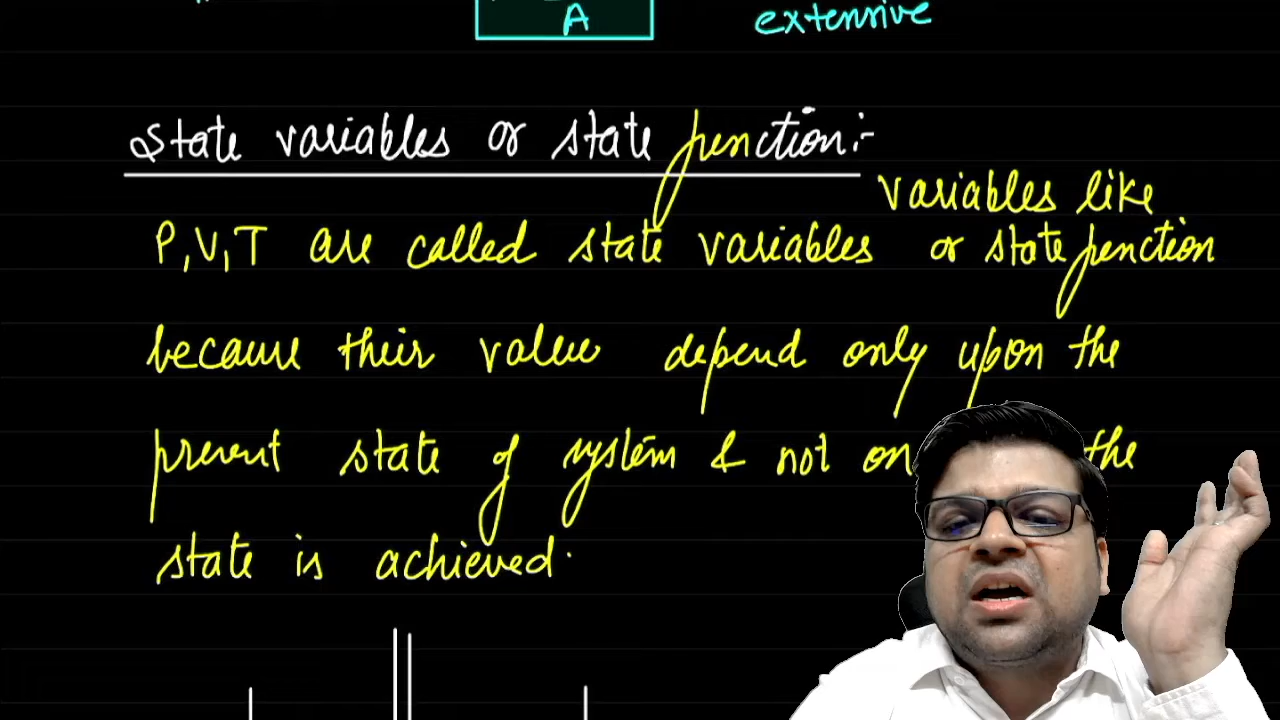 A
extensive
State variables or state function:-
variables like
P,V,T are called state variables or state function
because their value depend only upon the
present state of system & not on the
state is achieved.